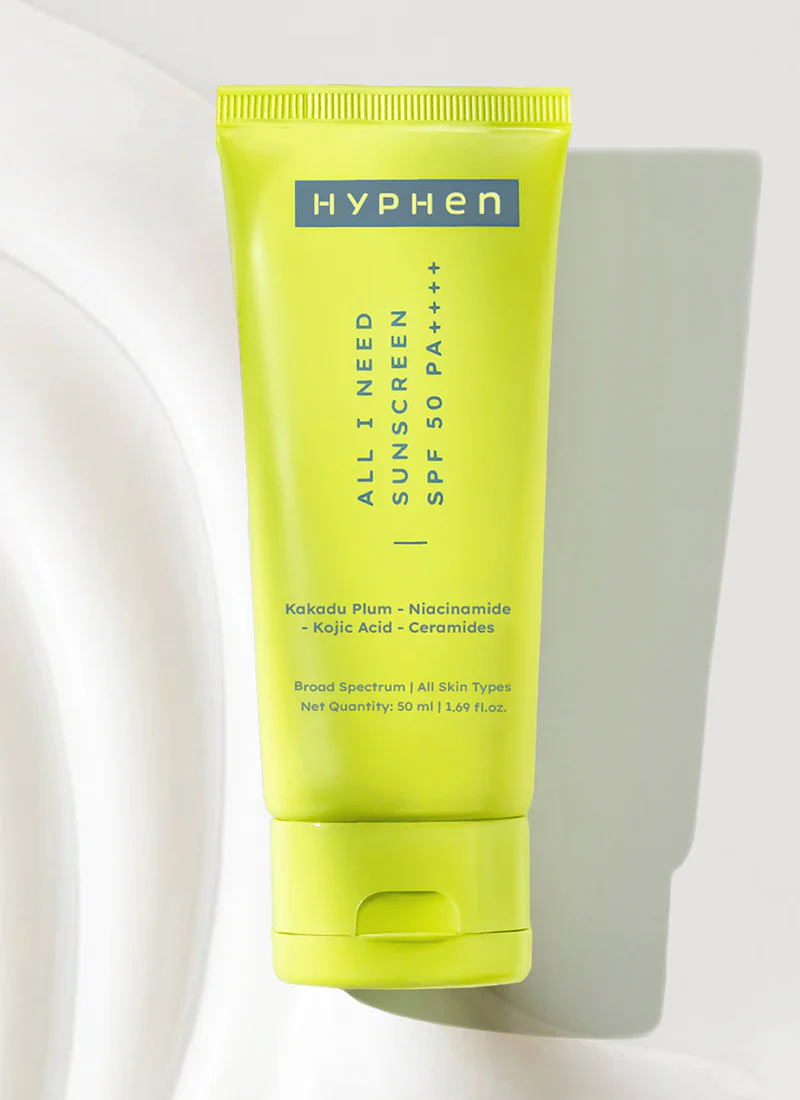 HYPHEN
ALL I NEED
SUNSCREEN
SPF 50 PA++++
Kakadu Plum - Niacinamide
- Kojic Acid - Ceramides
Broad Spectrum | All Skin Types
Net Quantity: 50 ml | 1.69 fl.oz.